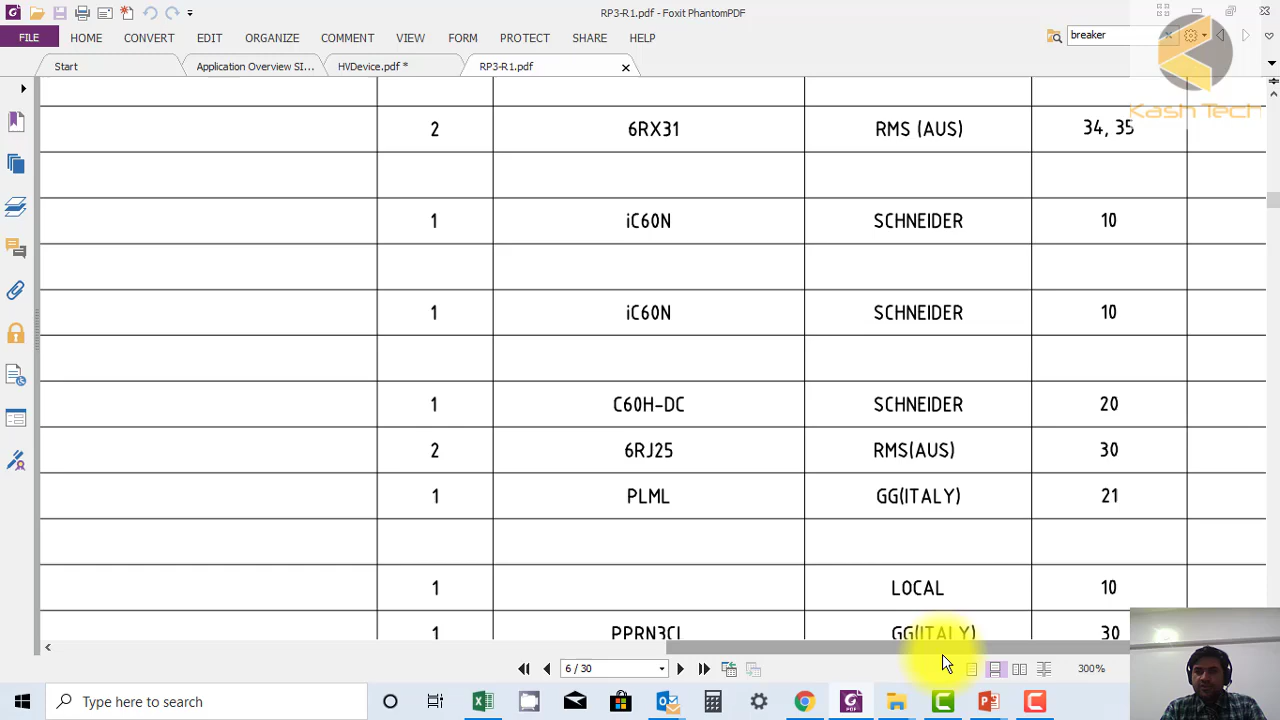 RP3-R1.pdf - Foxit PhantomPDF
FILE HOME CONVERT EDIT ORGANIZE COMMENT VIEW FORM PROTECT SHARE HELP breaker
Start Application Overview SI... HVDevice.pdf * RP3-R1.pdf
Kash Tech
2 6RX31 RMS (AUS) 34, 35
1 iC60N SCHNEIDER 10
1 iC60N SCHNEIDER 10
1 C60H-DC SCHNEIDER 20
2 6RJ25 RMS(AUS) 30
1 PLML GG(ITALY) 21
1 LOCAL 10
1 PPRN3CL GG(ITALY) 30
6 / 30 300%
Type here to search